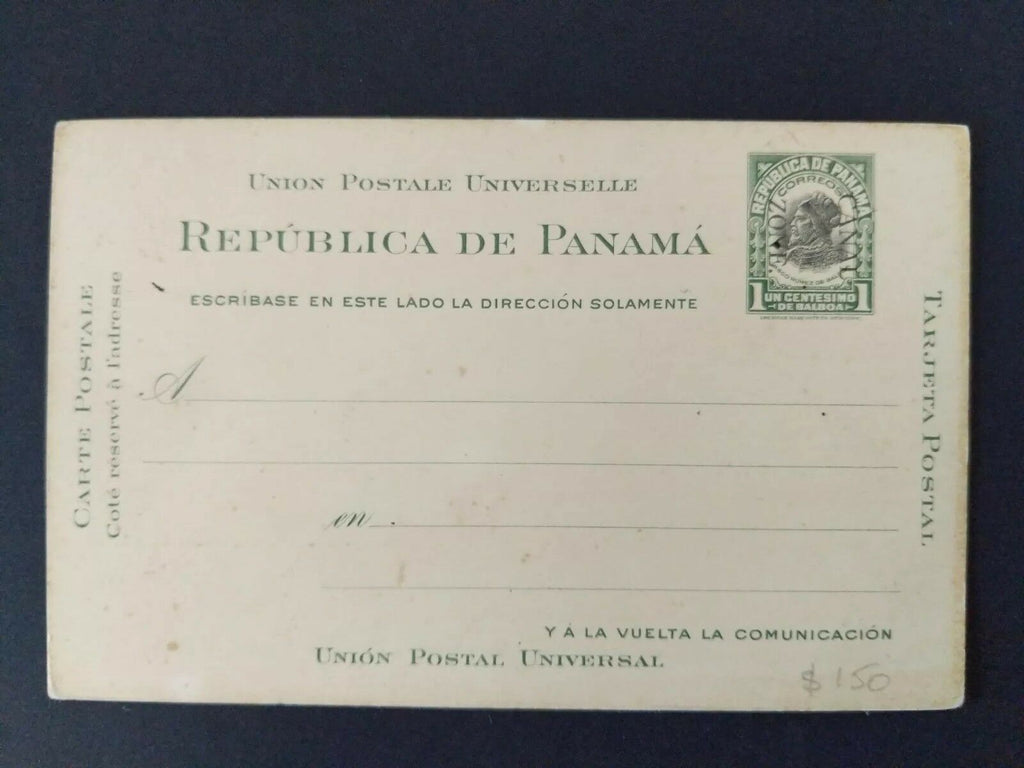 UNION POSTALE UNIVERSELLE
REPÚBLICA DE PANAMÁ
ESCRÍBASE EN ESTE LADO LA DIRECCIÓN SOLAMENTE
CARTE POSTALE
Coté reservé à l'adresse
REPUBLICA DE PANAMA
CORREOS
CANAL
ZONE
1 UN CENTESIMO 1
DE BALBOA
TARJETA POSTAL
A
en
Y Á LA VUELTA LA COMUNICACIÓN
UNIÓN POSTAL UNIVERSAL
$ 150